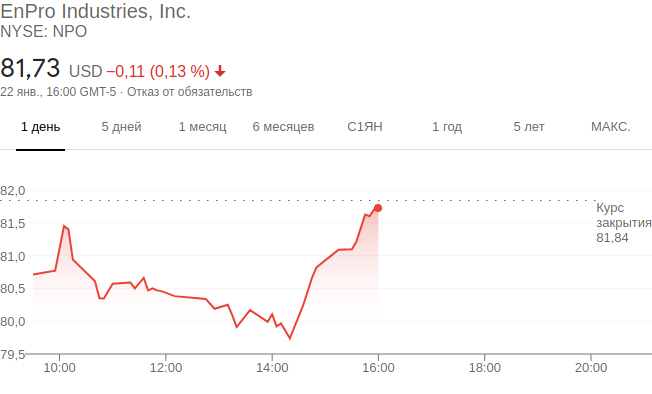 EnPro Industries, Inc.
NYSE: NPO
81,73 USD −0,11 (0,13 %)
22 янв., 16:00 GMT-5 · Отказ от обязательств
1 день 5 дней 1 месяц 6 месяцев С1ЯН 1 год 5 лет МАКС.
82,0
Курс
закрытия
81,84
81,5
81,0
80,5
80,0
79,5
10:00 12:00 14:00 16:00 18:00 20:00